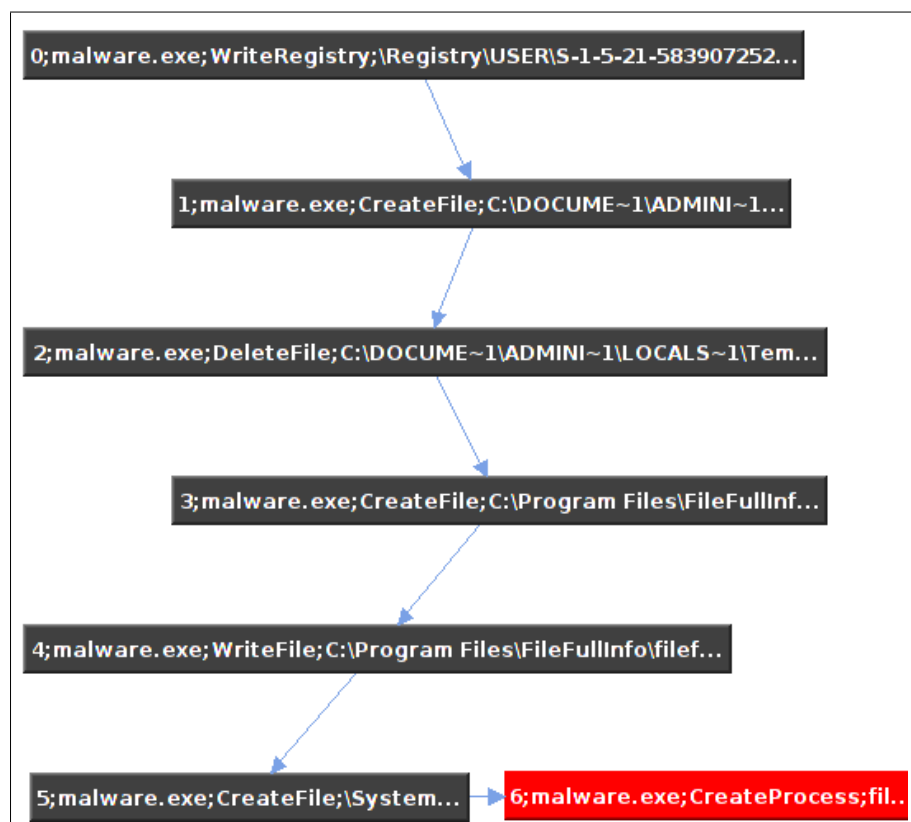 0;malware.exe;WriteRegistry;\Registry\USER\S-1-5-21-583907252...
1;malware.exe;CreateFile;C:\DOCUME~1\ADMINI~1...
2;malware.exe;DeleteFile;C:\DOCUME~1\ADMINI~1\LOCALS~1\Tem...
3;malware.exe;CreateFile;C:\Program Files\FileFullInf...
4;malware.exe;WriteFile;C:\Program Files\FileFullInfo\filef...
5;malware.exe;CreateFile;\System...
6;malware.exe;CreateProcess;fil...